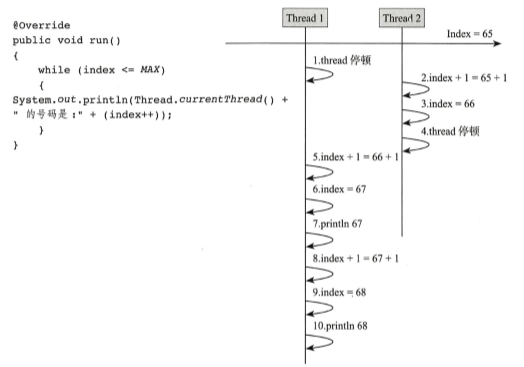 @Override
public void run()
{
while (index <= MAX)
{
System.out.println(Thread.currentThread() +
" 的号码是 :" + (index++));
}
}
Thread 1
Thread 2
Index = 65
1.thread 停顿
2.index + 1 = 65 + 1
3.index = 66
4.thread 停顿
5.index + 1 = 66 + 1
6.index = 67
7.println 67
8.index + 1 = 67 + 1
9.index = 68
10.println 68